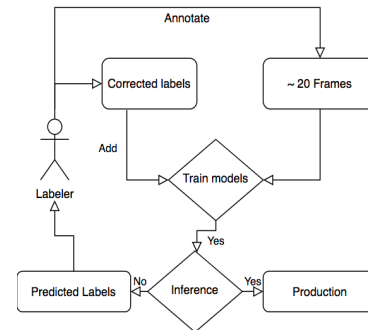 Annotate
Corrected labels
~ 20 Frames
Add
Train models
Labeler
Yes
No
Yes
Predicted Labels
Inference
Production